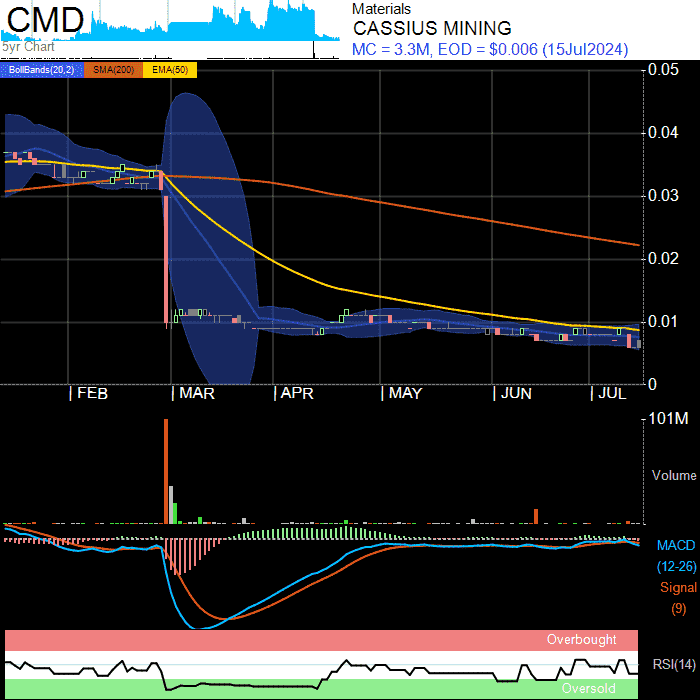 CMD
5yr Chart
Materials
CASSIUS MINING
MC = 3.3M, EOD = $0.006 (15Jul2024)
BollBands(20,2) SMA(200) EMA(50)
0.05
0.04
0.03
0.02
0.01
0
FEB MAR APR MAY JUN JUL
101M
Volume
MACD
(12-26)
Signal
(9)
Overbought
RSI(14)
Oversold